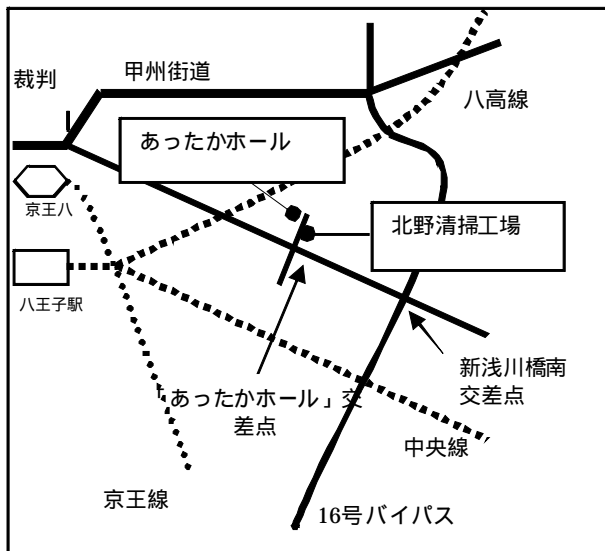 甲州街道
裁判
八高線
あったかホール
北野清掃工場
京王八
八王子駅
新浅川橋南
交差点
「あったかホール」交
差点
中央線
京王線
16号バイパス